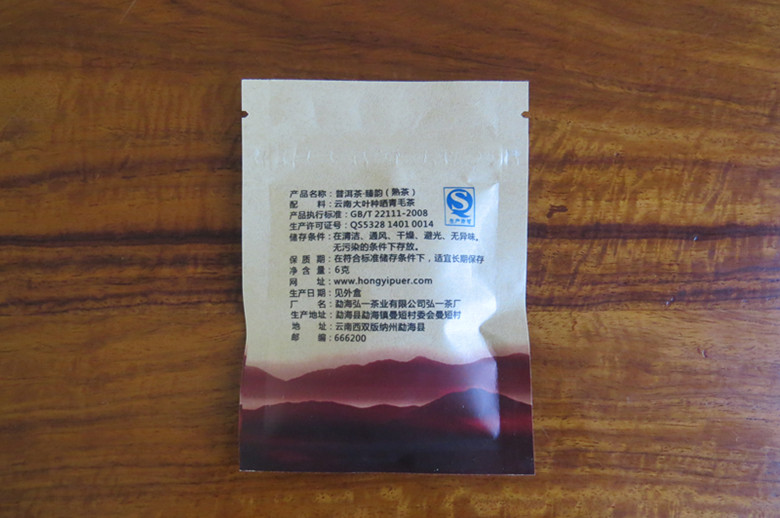 产品名称：普洱茶·臻韵（熟茶）
配 料：云南大叶种晒青毛茶
产品执行标准：GB/T 22111-2008
生产许可证号：QS5328 1401 0014
储存条件：在清洁、通风、干燥、避光、无异味、
无污染的条件下存放。
保 质 期：在符合标准储存条件下，适宜长期保存
净 含 量：6克
网 址：www.hongyipuer.com
生产日期：见外盒
厂 名：勐海弘一茶业有限公司弘一茶厂
生产地址：勐海县勐海镇曼短村委会曼短村
地 址：云南西双版纳州勐海县
邮 编：666200
QS
生产许可